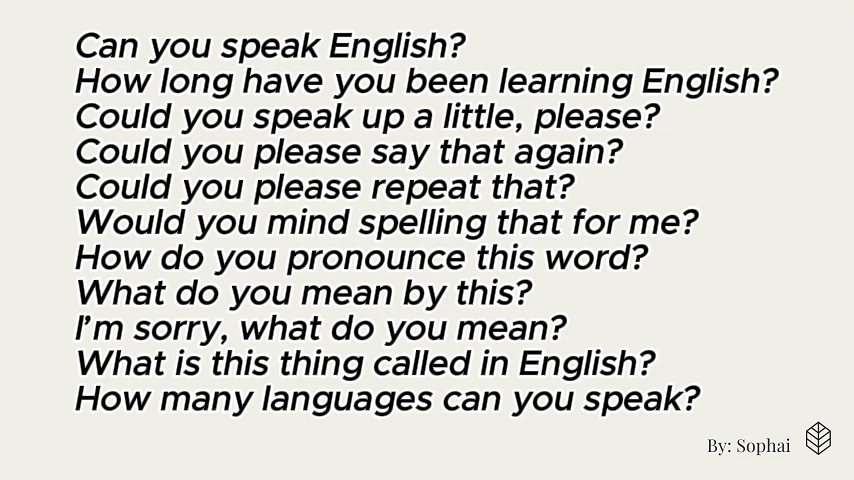 Can you speak English?
How long have you been learning English?
Could you speak up a little, please?
Could you please say that again?
Could you please repeat that?
Would you mind spelling that for me?
How do you pronounce this word?
What do you mean by this?
I’m sorry, what do you mean?
What is this thing called in English?
How many languages can you speak?
By: Sophai